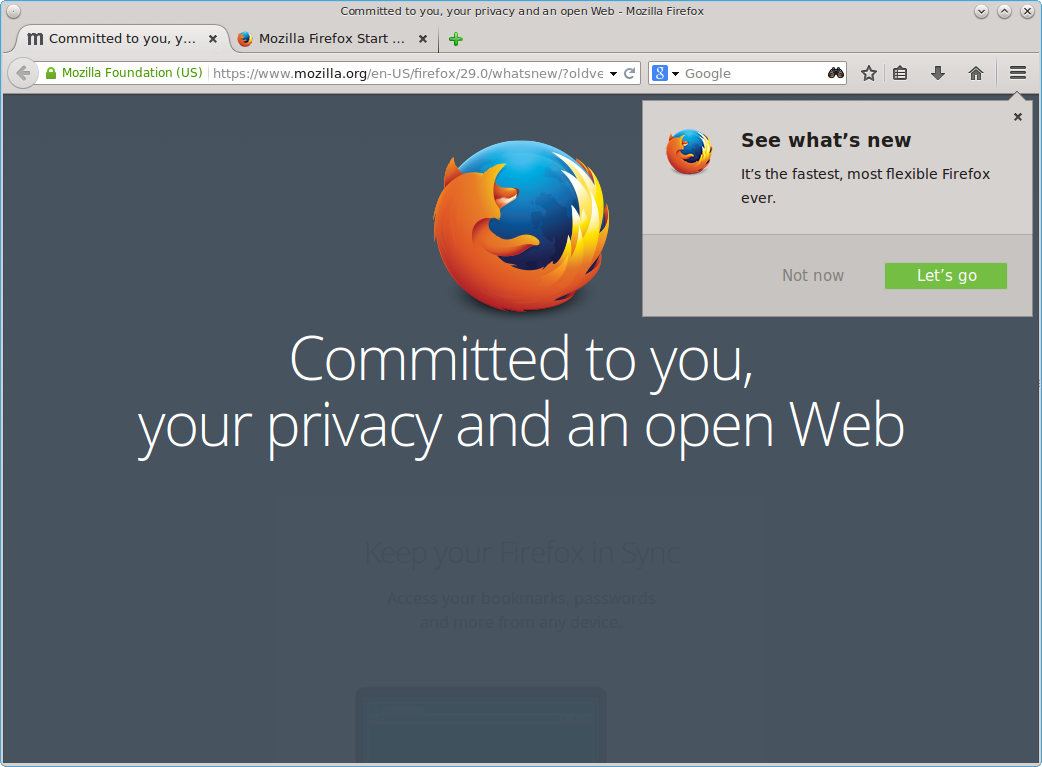 Committed to you, your privacy and an open Web - Mozilla Firefox
Committed to you, y...
Mozilla Firefox Start ...
Mozilla Foundation (US)
https://www.mozilla.org/en-US/firefox/29.0/whatsnew/?oldve
Google
See what’s new
It’s the fastest, most flexible Firefox
ever.
Not now
Let’s go
Committed to you,
your privacy and an open Web
Keep your Firefox in Sync
Access your bookmarks, passwords
and more from any device.